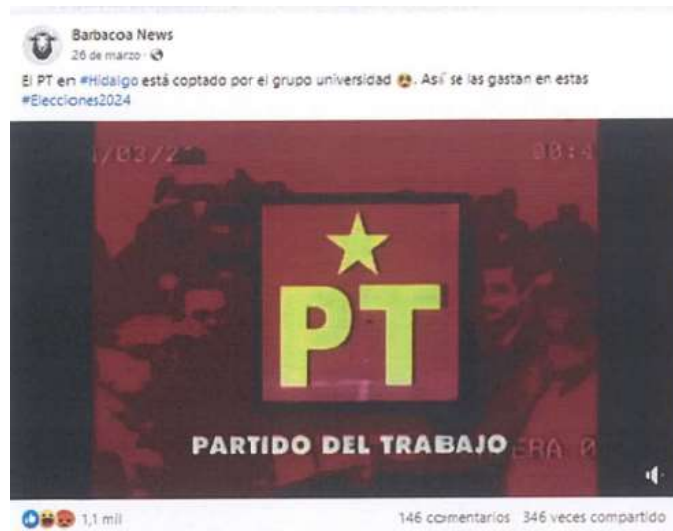 Barbacoa News
26 de marzo
El PT en #Hidalgo está coptado por el grupo universidad. Así se las gastan en estas
#Elecciones2024
PT
PARTIDO DEL TRABAJO
1,1 mil
146 comentarios 346 veces compartido